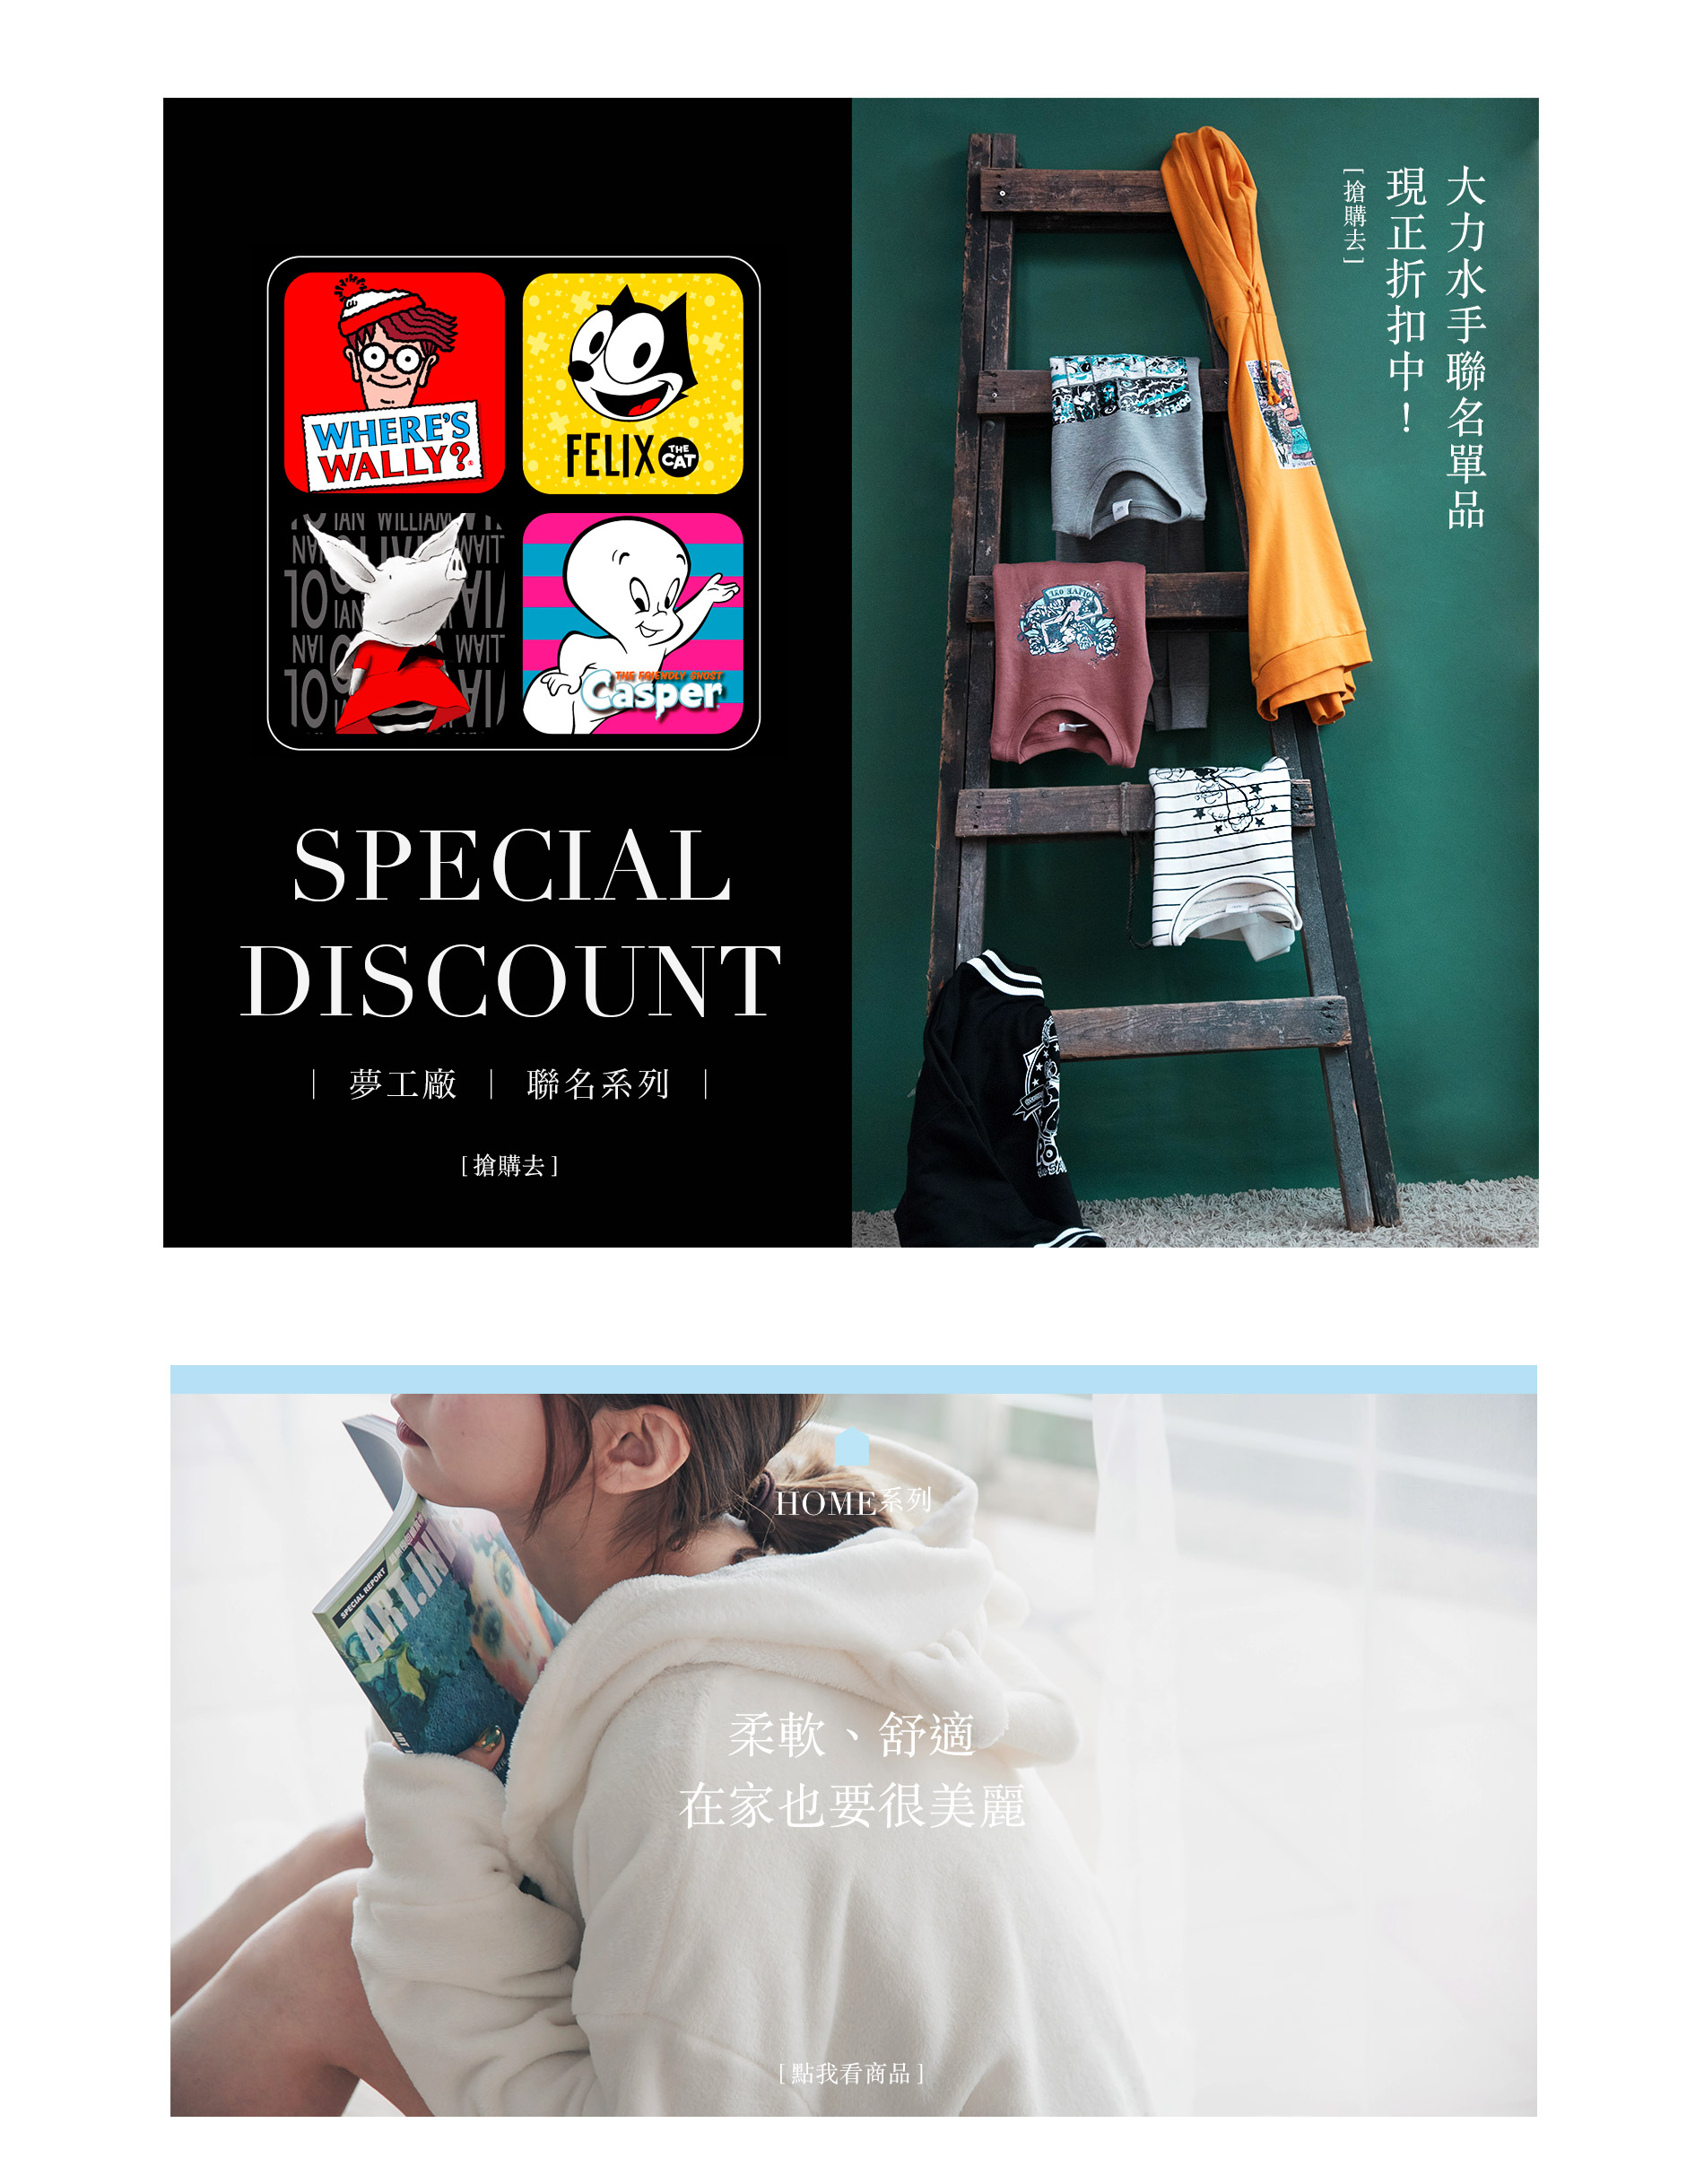 WHERE'S
WALLY?
FELIX THE CAT
IAN WILLIAM
THE FRIENDLY GHOST
Casper
SPECIAL
DISCOUNT
| 夢工廠 | 聯名系列 |
[搶購去]
大力水手聯名單品
現正折扣中！
[搶購去]
HOME系列
SPECIAL REPORT
柔軟、舒適
在家也要很美麗
[點我看商品]